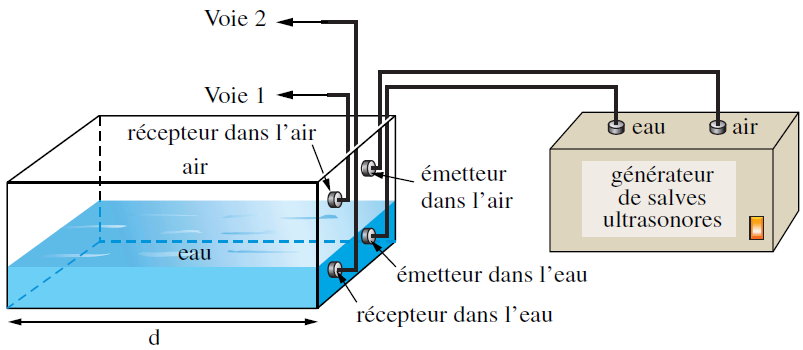 Voie 2
Voie 1
récepteur dans l'air
air
émetteur
dans l'air
eau
air
générateur
de salves
ultrasonores
eau
émetteur dans l'eau
récepteur dans l'eau
d